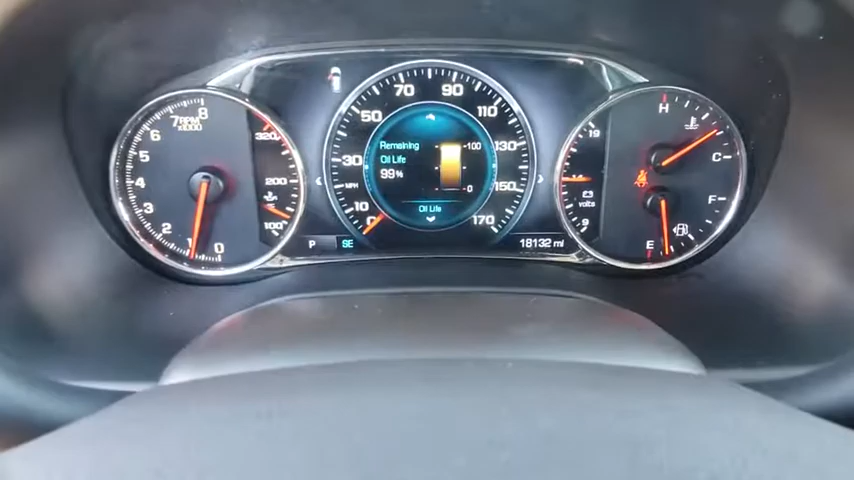 8
7 RPM
x1000
6
5
4
3
2
1
0
320
200
100
70 90
50 110
30 130
MPH 150
10 170
0
Remaining
Oil Life
99%
100
0
Oil Life
P SE
18132 mi
19
volts
H
C
F
E